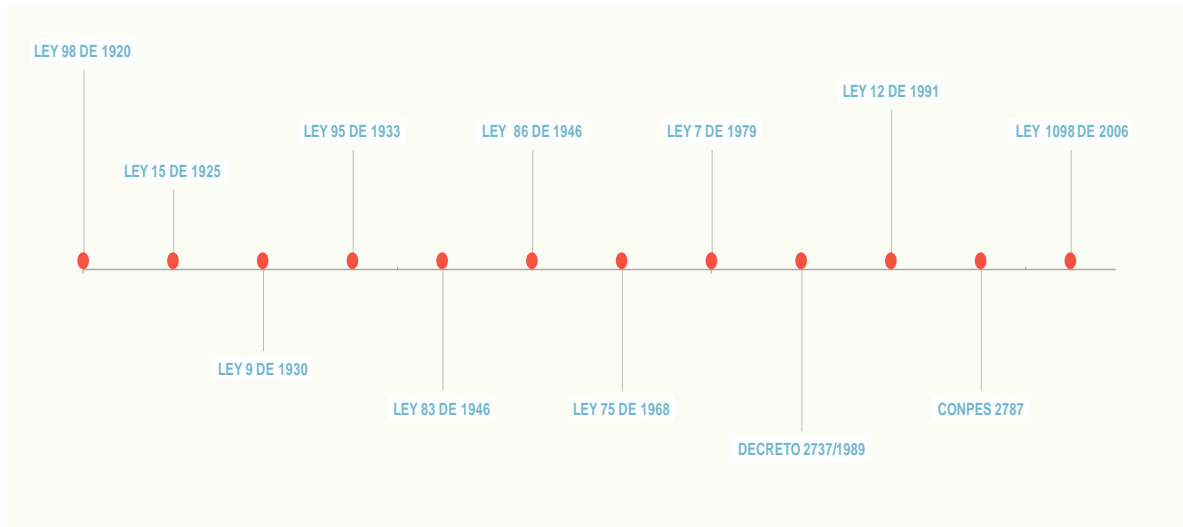 LEY 98 DE 1920
LEY 15 DE 1925
LEY 9 DE 1930
LEY 95 DE 1933
LEY 83 DE 1946
LEY 86 DE 1946
LEY 75 DE 1968
LEY 7 DE 1979
DECRETO 2737/1989
LEY 12 DE 1991
CONPES 2787
LEY 1098 DE 2006